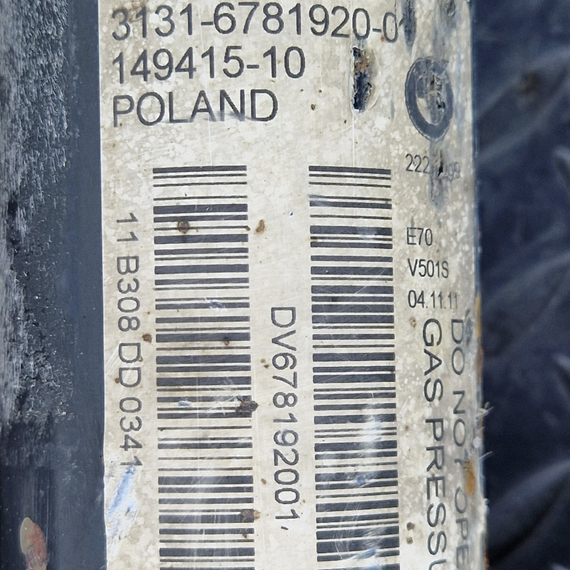 3131-6781920-0
149415-10
POLAND
E70
V501S
04.11.11
11 B308 DD 0341
DV678192001,
DO NOT OPE
GAS PRESSU